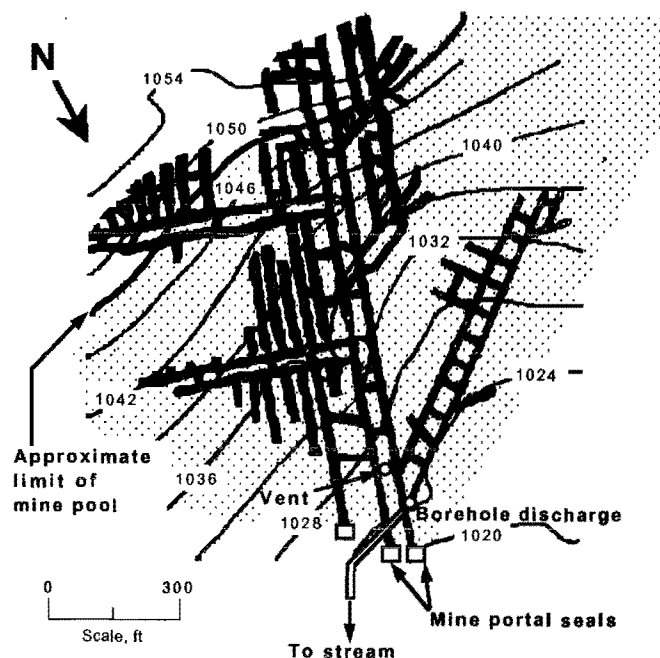 N
1054
1050
1040
1046
1032
1024
1042
Approximate
limit of
mine pool
1036
Vent
1028
Borehole discharge
1020
0 300
Scale, ft
Mine portal seals
To stream